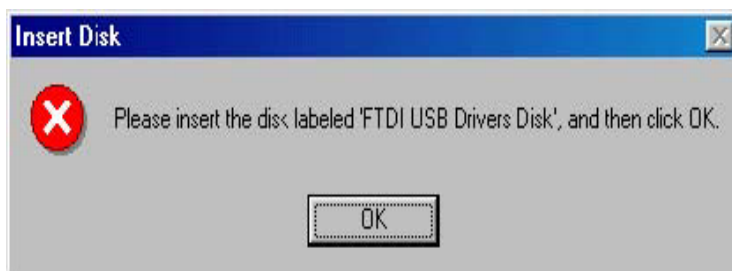 Insert Disk
Please insert the disk labeled 'FTDI USB Drivers Disk', and then click OK.
OK